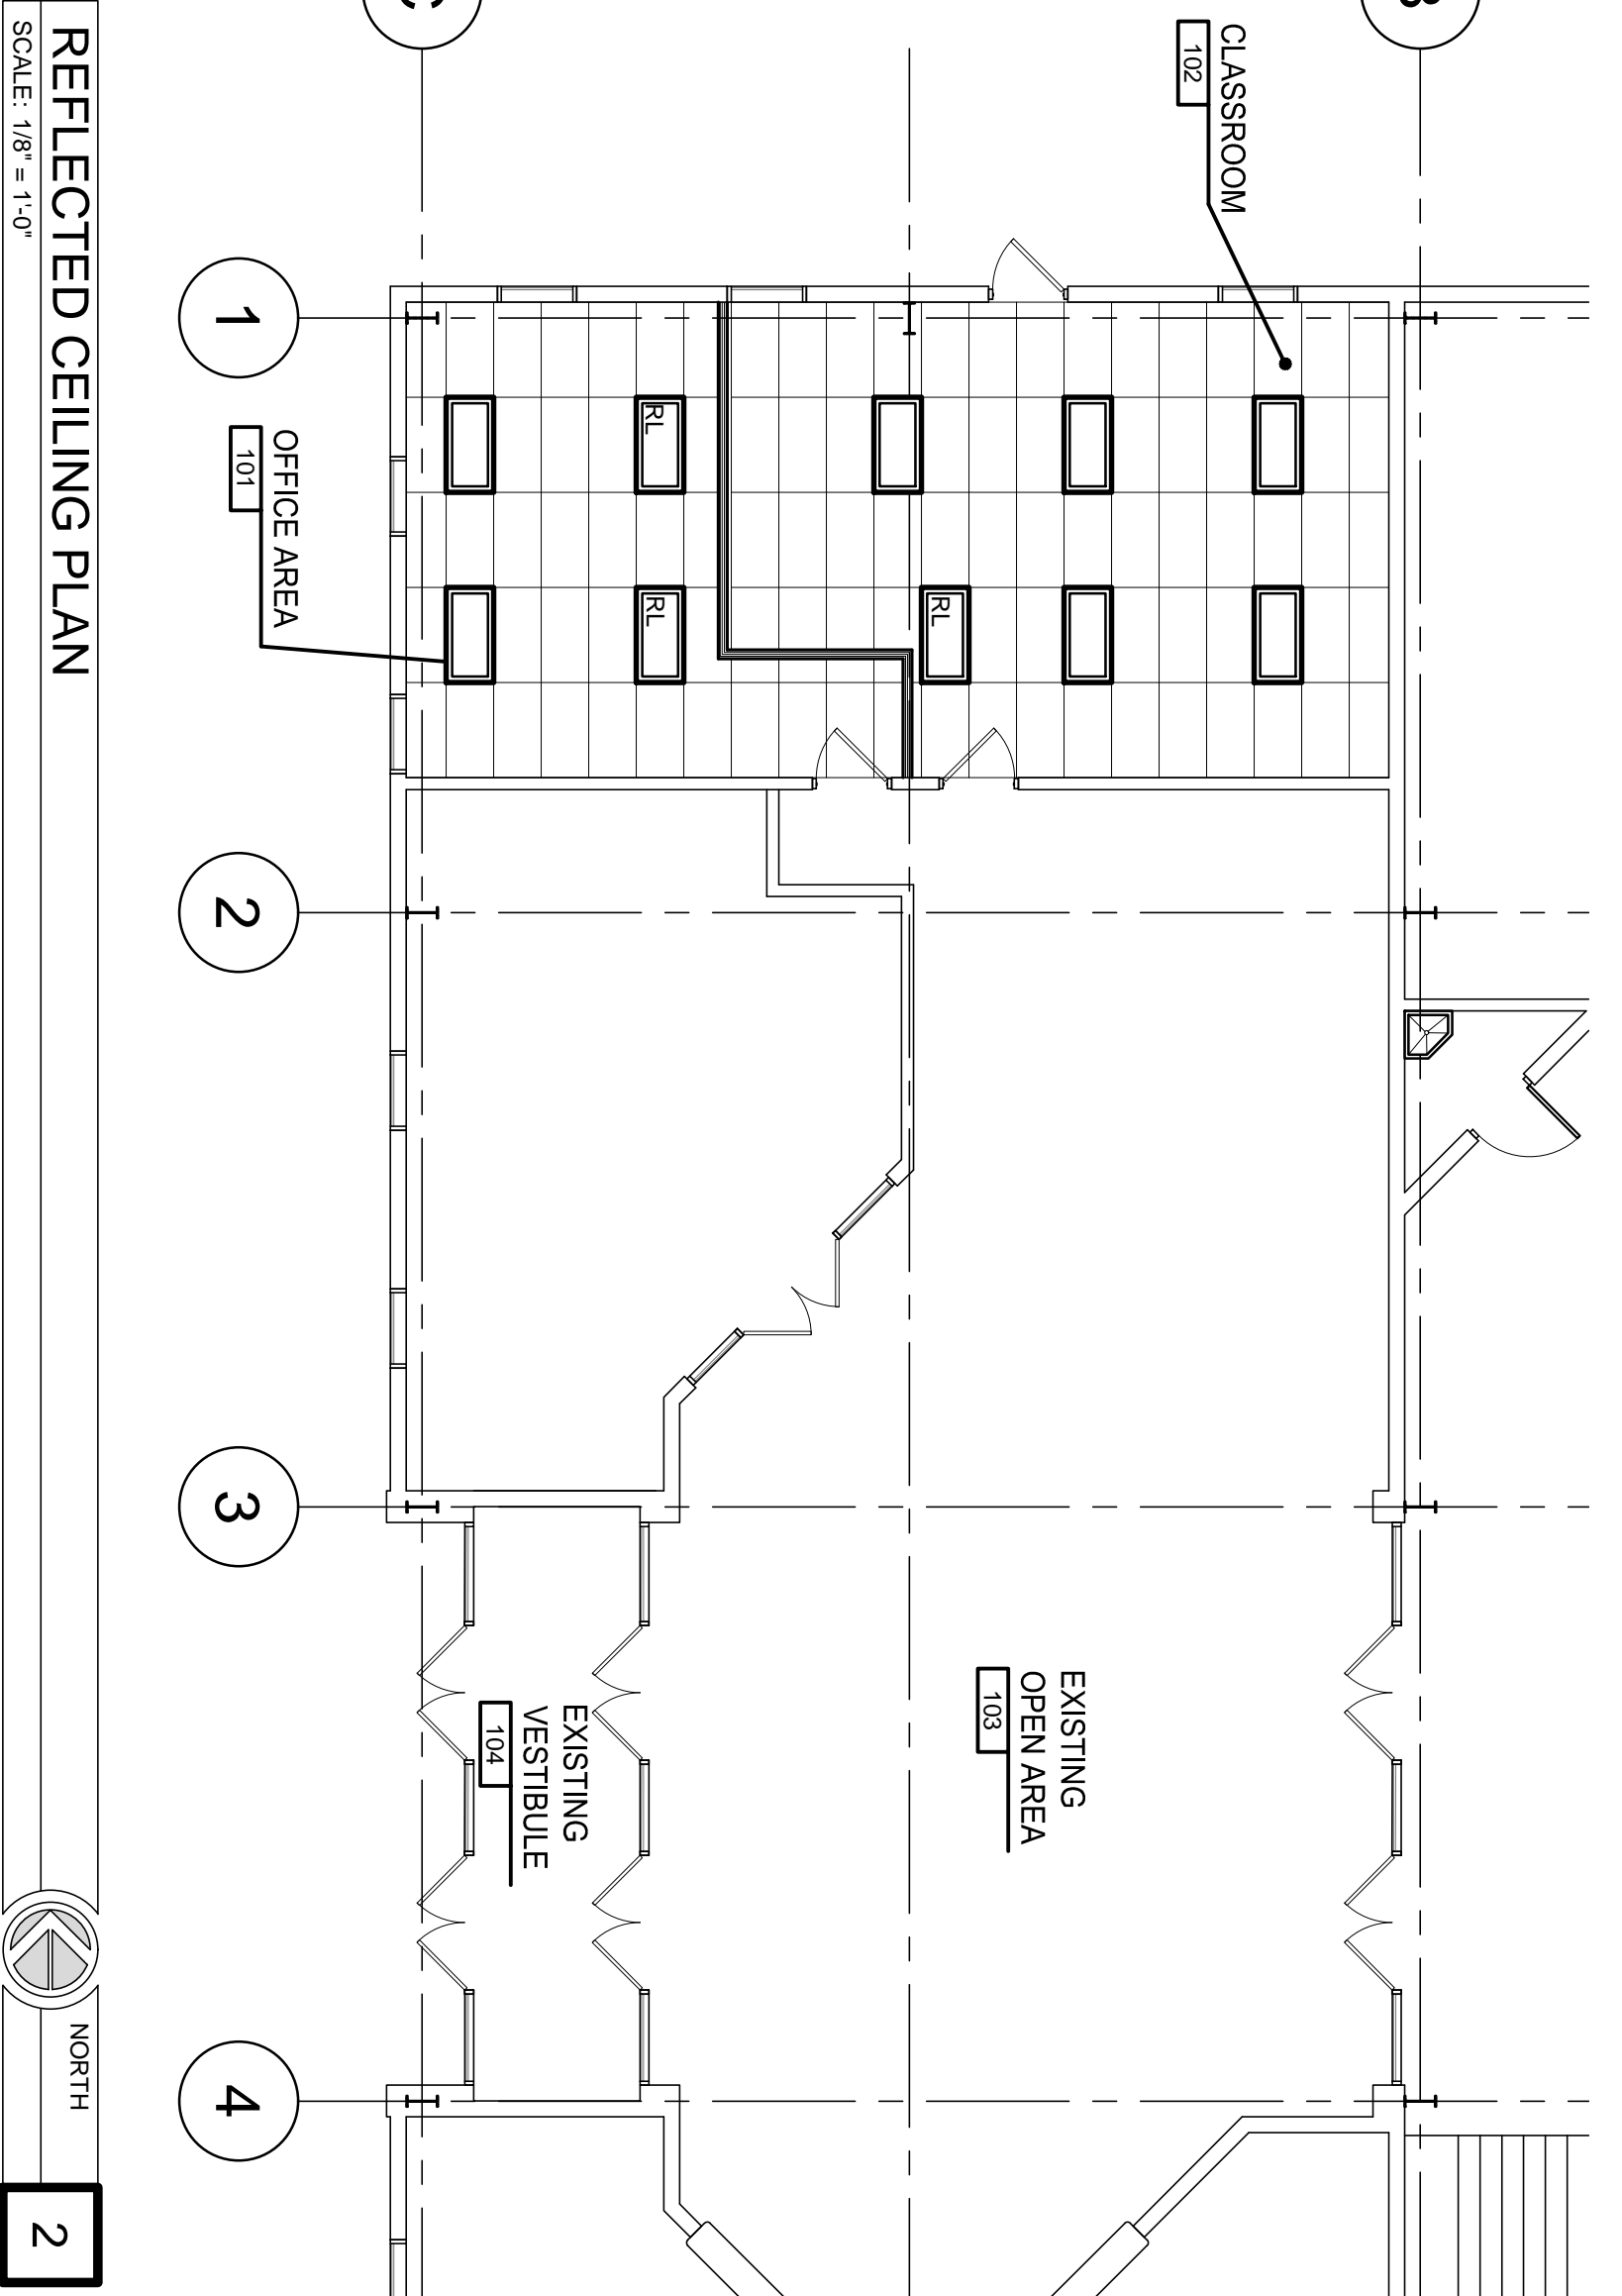 B
C
CLASSROOM
102
RL
RL
RL
OFFICE AREA
101
EXISTING
OPEN AREA
103
EXISTING
VESTIBULE
104
1
2
3
4
REFLECTED CEILING PLAN
SCALE: 1/8" = 1'-0"
NORTH
2